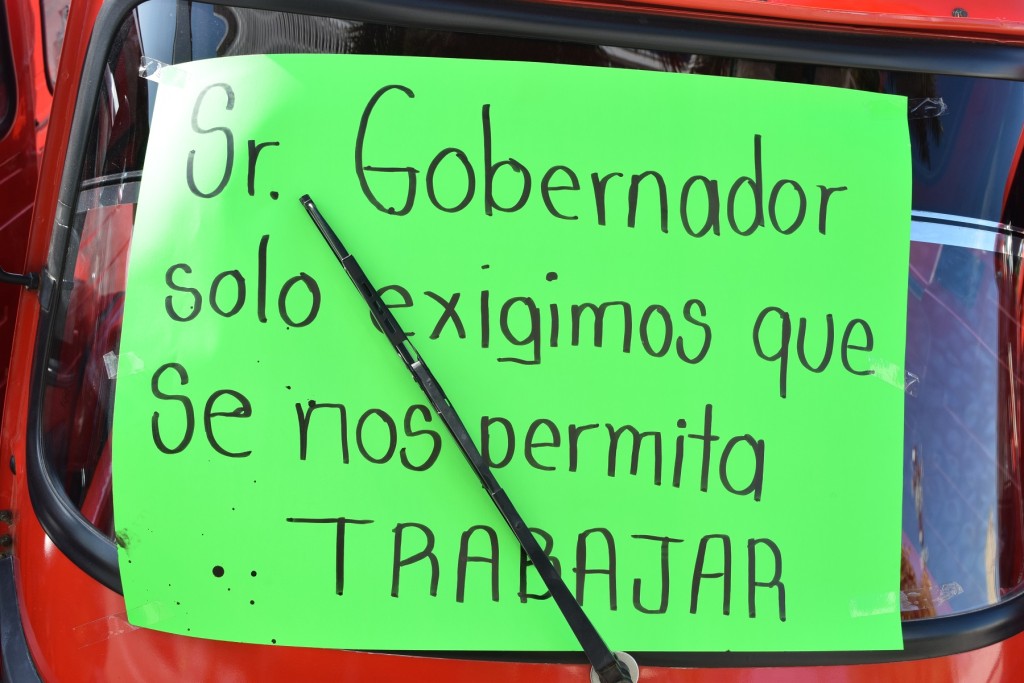 Sr. Gobernador
solo exigimos que
Se nos permita
TRABAJAR